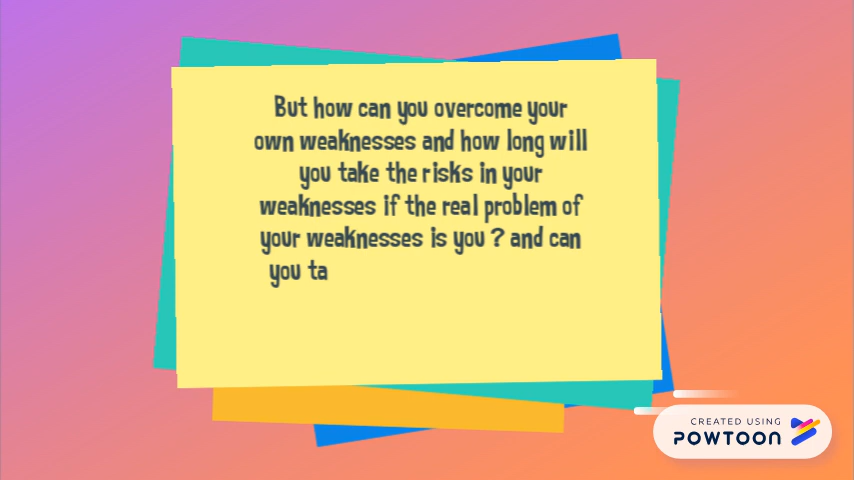 But how can you overcome your
own weaknesses and how long will
you take the risks in your
weaknesses if the real problem of
your weaknesses is you ? and can
you ta
CREATED USING
POWTOON